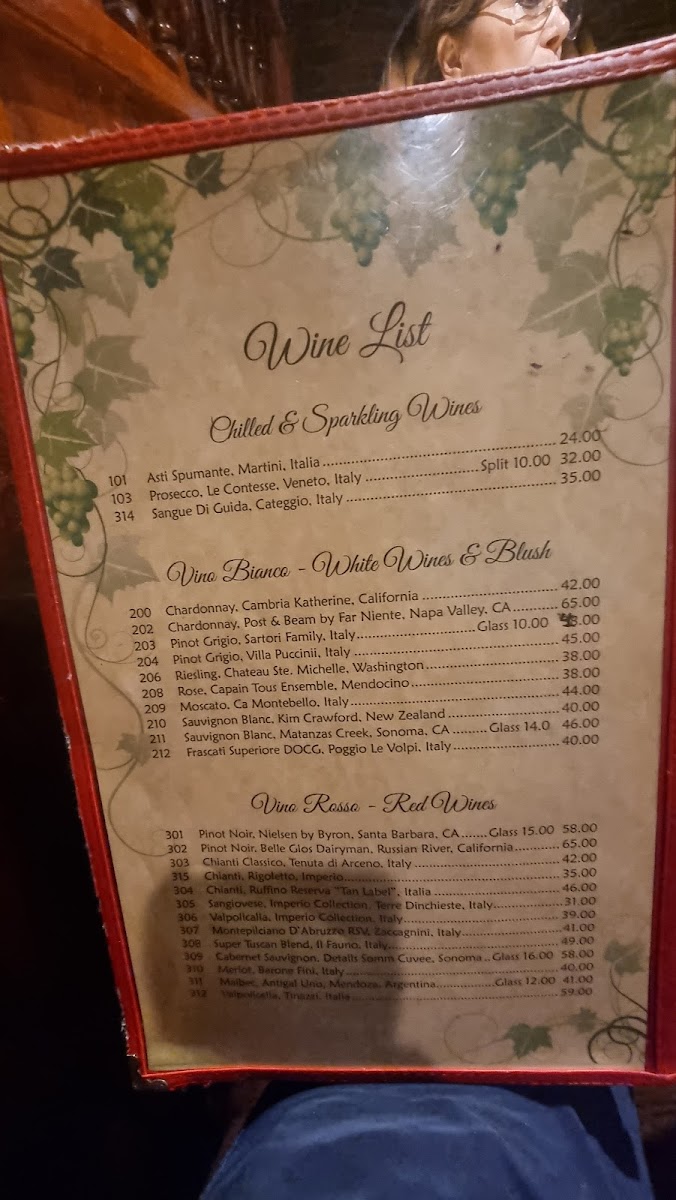 Wine List
Chilled & Sparkling Wines
101 Asti Spumante, Martini, Italia ........ 24.00
103 Prosecco, Le Contesse, Veneto, Italy ........ Split 10.00 32.00
314 Sangue Di Guida, Categgio, Italy ........ 35.00
Vino Bianco - White Wines & Blush
200 Chardonnay, Cambria Katherine, California ........ 42.00
202 Chardonnay, Post & Beam by Far Niente, Napa Valley, CA ........ 65.00
203 Pinot Grigio, Sartori Family, Italy ........ Glass 10.00
204 Pinot Grigio, Villa Puccinii, Italy ........ 45.00
206 Riesling, Chateau Ste. Michelle, Washington ........ 38.00
208 Rose, Capain Tous Ensemble, Mendocino ........ 38.00
209 Moscato, Ca Montebello, Italy ........ 44.00
210 Sauvignon Blanc, Kim Crawford, New Zealand ........ 40.00
211 Sauvignon Blanc, Matanzas Creek, Sonoma, CA ........ Glass 14.0 46.00
212 Frascati Superiore DOCG, Poggio Le Volpi, Italy ........ 40.00
Vino Rosso - Red Wines
301 Pinot Noir, Nielsen by Byron, Santa Barbara, CA ....... Glass 15.00 58.00
302 Pinot Noir, Belle Glos Dairyman, Russian River, California ........ 65.00
303 Chianti Classico, Tenuta di Arceno, Italy ........ 42.00
315 Chianti, Rigoletto, Imperio ........ 35.00
304 Chianti, Ruffino Reserva "Tan Label", Italia ........ 46.00
305 Sangiovese, Imperio Collection, Terre Dinchieste, Italy ........ 31.00
306 Valpolicalla, Imperio Collection, Italy ........ 39.00
307 Montepilciano D'Abruzzo RSV, Zaccagnini, Italy ........ 41.00
308 Super Tuscan Blend, Il Fauno, Italy ........ 49.00
309 Cabernet Sauvignon, Details Somm Cuvee, Sonoma .. Glass 16.00 58.00
310 Merlot, Barone Fini, Italy ........ 40.00
311 Malbec, Antigal Uno, Mendoza, Argentina ........ Glass 12.00 41.00
312 Valpolicella, Tinazzi, Italia ........ 59.00